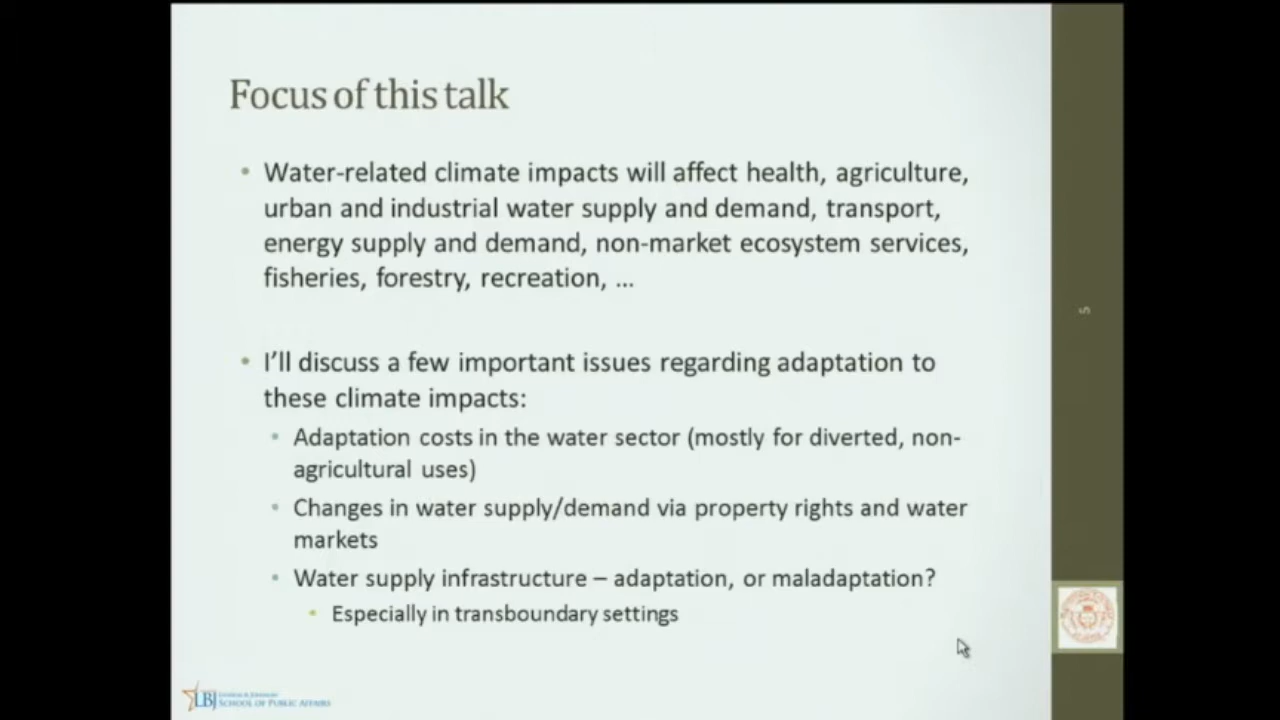 Focus of this talk
• Water-related climate impacts will affect health, agriculture,
urban and industrial water supply and demand, transport,
energy supply and demand, non-market ecosystem services,
fisheries, forestry, recreation, ...
• I'll discuss a few important issues regarding adaptation to
these climate impacts:
• Adaptation costs in the water sector (mostly for diverted, non-
agricultural uses)
• Changes in water supply/demand via property rights and water
markets
• Water supply infrastructure – adaptation, or maladaptation?
• Especially in transboundary settings
5
LBJ
SCHOOL OF PUBLIC AFFAIRS